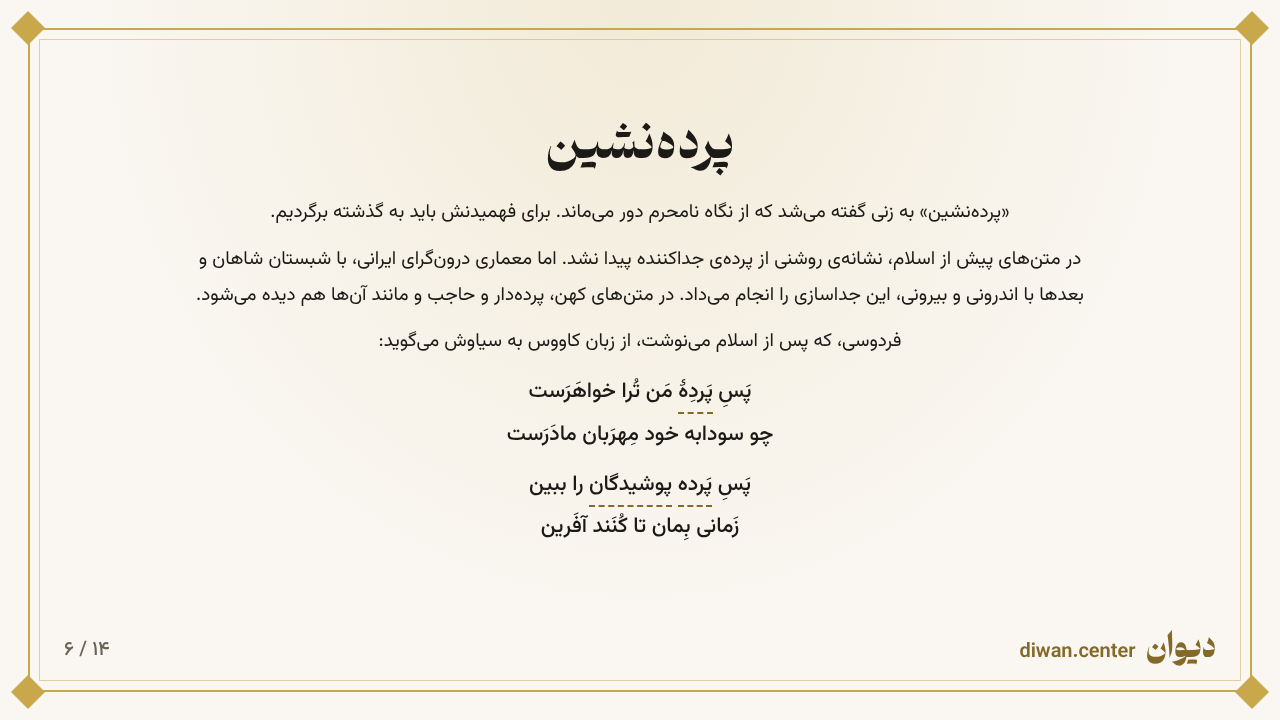 پرده‌نشین
«پرده‌نشین» به زنی گفته می‌شد که از نگاه نامحرم دور می‌ماند. برای فهمیدنش باید به گذشته برگردیم.
در متن‌های پیش از اسلام، نشانه‌ی روشنی از پرده‌ی جداکننده پیدا نشد. اما معماری درون‌گرای ایرانی، با شبستان شاهان و
بعدها با اندرونی و بیرونی، این جداسازی را انجام می‌داد. در متن‌های کهن، پرده‌دار و حاجب و مانند آن‌ها هم دیده می‌شود.
فردوسی، که پس از اسلام می‌نوشت، از زبان کاووس به سیاوش می‌گوید:
پَسِ پَردِهٔ مَن تُرا خواهَرَست
چو سودابه خود مِهرَبان مادَرَست
پَسِ پَرده پوشیدگان را ببین
زَمانی بِمان تا کُنَند آفَرین
دیوان diwan.center
۶ / ۱۴